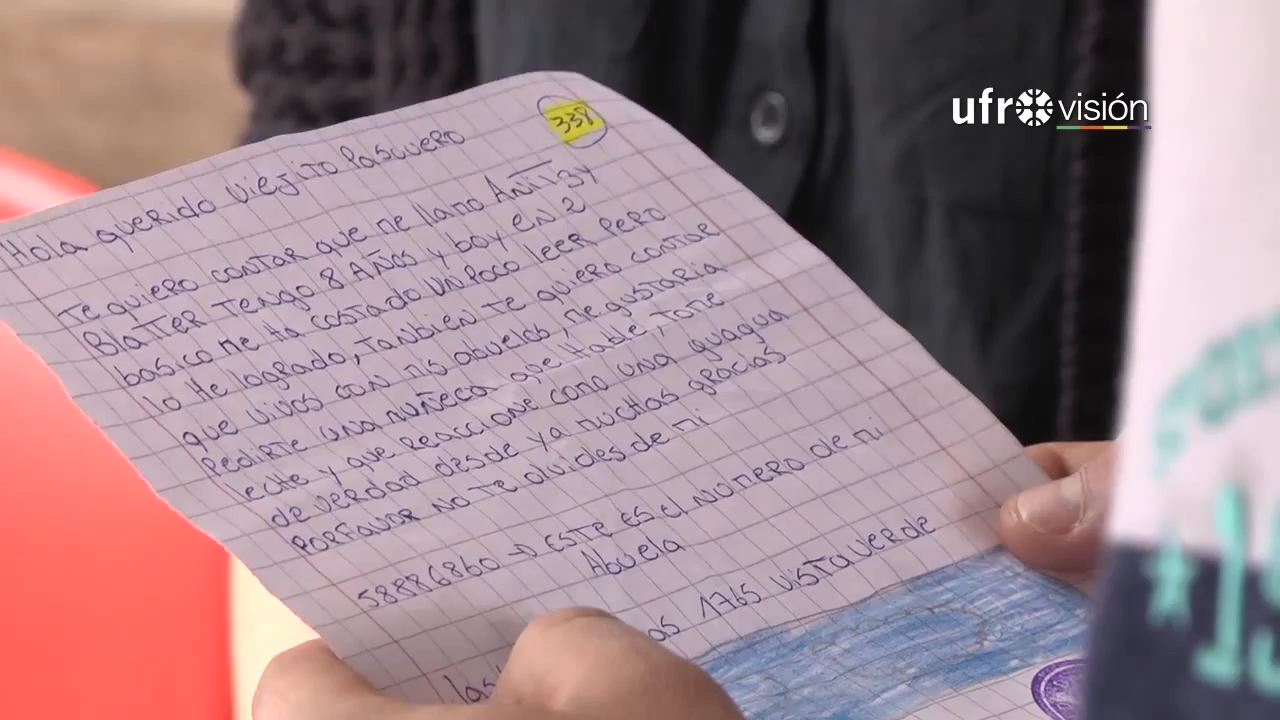 ufro visión
338
Hola querido viejito Pascuero
Te quiero contar que me llamo
Blatter tengo 8 Años y boy en 2
basico me ha costado un poco leer pero
lo he logrado, tanbien te quiero contar
que vivos con mis abuelos, me gustaria
Pedirte una muñeca que Hable, tome
y que reaccione como una guagua
de verdad desde ya muchas gracias
Porfavor no te olvides de mi
58886860 → este es el numero de mi
Abuela
1765 vista verde